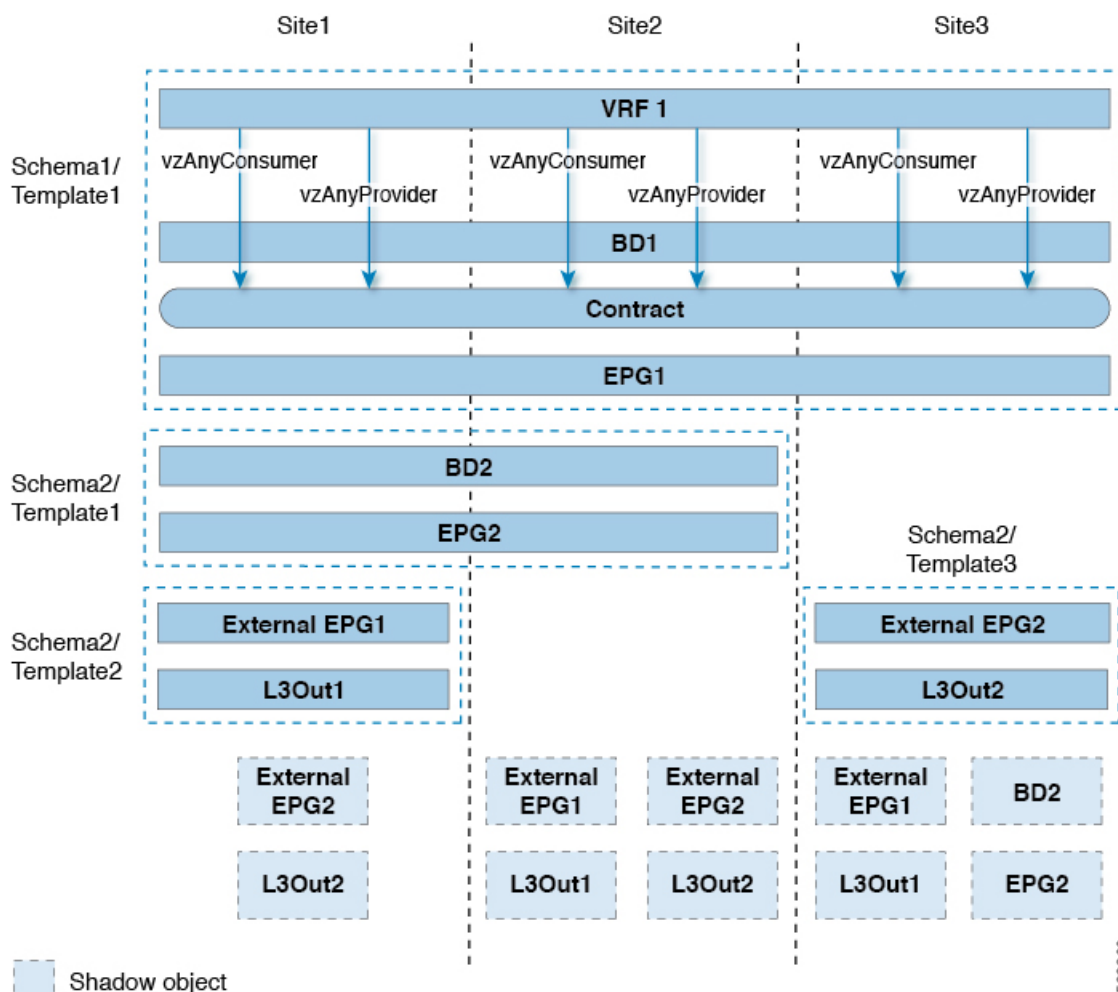 Site1
Site2
Site3
VRF 1
Schema1/
Template1
vzAnyConsumer
vzAnyProvider
vzAnyConsumer
vzAnyProvider
vzAnyConsumer
vzAnyProvider
BD1
Contract
EPG1
Schema2/
Template1
BD2
EPG2
Schema2/
Template3
Schema2/
Template2
External EPG1
L3Out1
External EPG2
L3Out2
External
EPG2
External
EPG1
External
EPG2
External
EPG1
BD2
L3Out2
L3Out1
L3Out2
L3Out1
EPG2
Shadow object